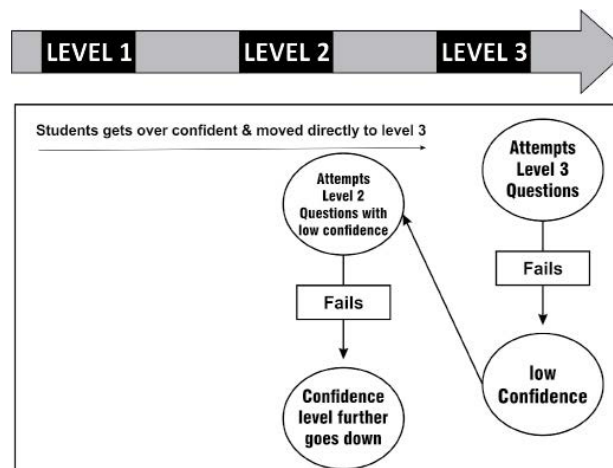 LEVEL 1 LEVEL 2 LEVEL 3
Students gets over confident & moved directly to level 3
Attempts
Level 3
Questions
Fails
low
Confidence
Attempts
Level 2
Questions with
low confidence
Fails
Confidence
level further
goes down